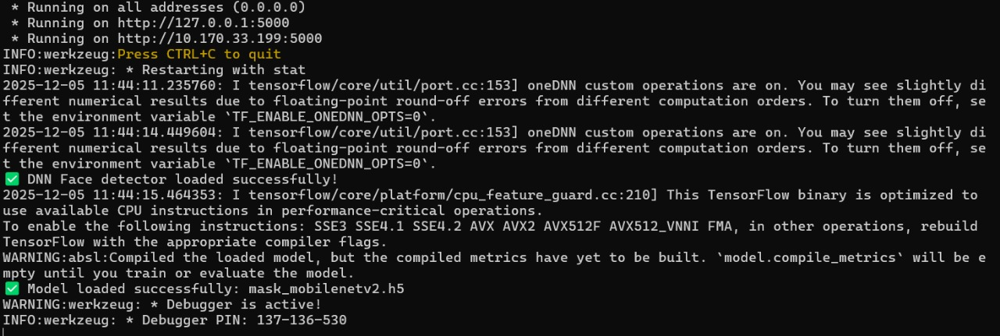 * Running on all addresses (0.0.0.0)
* Running on http://127.0.0.1:5000
* Running on http://10.170.33.199:5000
INFO:werkzeug:Press CTRL+C to quit
INFO:werkzeug: * Restarting with stat
2025-12-05 11:44:11.235760: I tensorflow/core/util/port.cc:153] oneDNN custom operations are on. You may see slightly di
fferent numerical results due to floating-point round-off errors from different computation orders. To turn them off, se
t the environment variable `TF_ENABLE_ONEDNN_OPTS=0`.
2025-12-05 11:44:14.449604: I tensorflow/core/util/port.cc:153] oneDNN custom operations are on. You may see slightly di
fferent numerical results due to floating-point round-off errors from different computation orders. To turn them off, se
t the environment variable `TF_ENABLE_ONEDNN_OPTS=0`.
✅ DNN Face detector loaded successfully!
2025-12-05 11:44:15.464353: I tensorflow/core/platform/cpu_feature_guard.cc:210] This TensorFlow binary is optimized to
use available CPU instructions in performance-critical operations.
To enable the following instructions: SSE3 SSE4.1 SSE4.2 AVX AVX2 AVX512F AVX512_VNNI FMA, in other operations, rebuild
TensorFlow with the appropriate compiler flags.
WARNING:absl:Compiled the loaded model, but the compiled metrics have yet to be built. `model.compile_metrics` will be e
mpty until you train or evaluate the model.
✅ Model loaded successfully: mask_mobilenetv2.h5
WARNING:werkzeug: * Debugger is active!
INFO:werkzeug: * Debugger PIN: 137-136-530